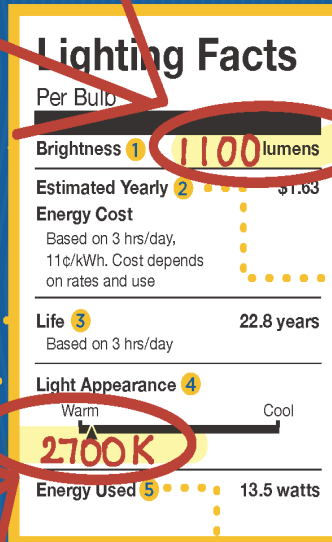 Lighting Facts
Per Bulb
Brightness 1 1100 lumens
Estimated Yearly 2 $1.63
Energy Cost
Based on 3 hrs/day,
11¢/kWh. Cost depends
on rates and use
Life 3 22.8 years
Based on 3 hrs/day
Light Appearance 4
Warm Cool
2700 K
Energy Used 5 13.5 watts